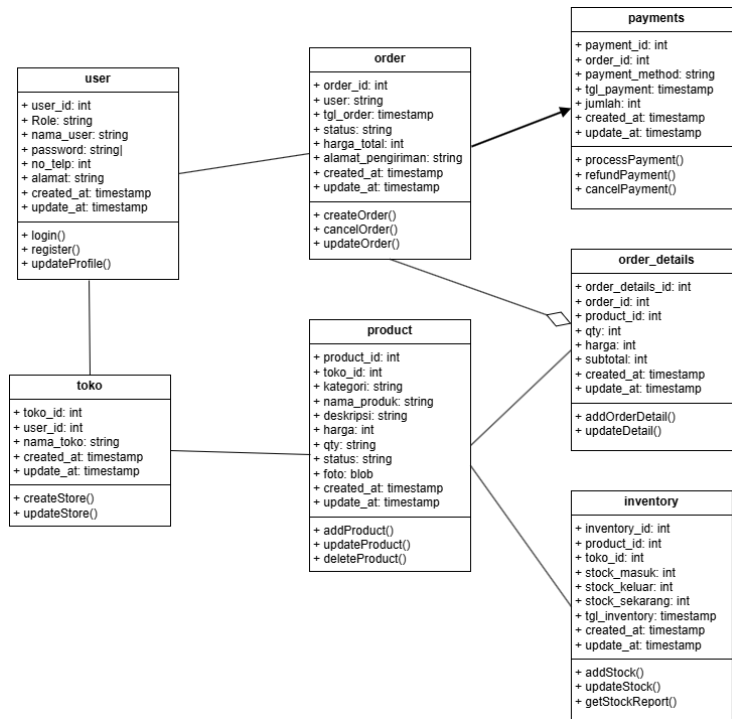 user
+ user_id: int
+ Role: string
+ nama_user: string
+ password: string|
+ no_telp: int
+ alamat: string
+ created_at: timestamp
+ update_at: timestamp
+ login()
+ register()
+ updateProfile()
order
+ order_id: int
+ user: string
+ tgl_order: timestamp
+ status: string
+ harga_total: int
+ alamat_pengiriman: string
+ created_at: timestamp
+ update_at: timestamp
+ createOrder()
+ cancelOrder()
+ updateOrder()
payments
+ payment_id: int
+ order_id: int
+ payment_method: string
+ tgl_payment: timestamp
+ jumlah: int
+ created_at: timestamp
+ update_at: timestamp
+ processPayment()
+ refundPayment()
+ cancelPayment()
toko
+ toko_id: int
+ user_id: int
+ nama_toko: string
+ created_at: timestamp
+ update_at: timestamp
+ createStore()
+ updateStore()
product
+ product_id: int
+ toko_id: int
+ kategori: string
+ nama_produk: string
+ deskripsi: string
+ harga: int
+ qty: string
+ status: string
+ foto: blob
+ created_at: timestamp
+ update_at: timestamp
+ addProduct()
+ updateProduct()
+ deleteProduct()
order_details
+ order_details_id: int
+ order_id: int
+ product_id: int
+ qty: int
+ harga: int
+ subtotal: int
+ created_at: timestamp
+ update_at: timestamp
+ addOrderDetail()
+ updateDetail()
inventory
+ inventory_id: int
+ product_id: int
+ toko_id: int
+ stock_masuk: int
+ stock_keluar: int
+ stock_sekarang: int
+ tgl_inventory: timestamp
+ created_at: timestamp
+ update_at: timestamp
+ addStock()
+ updateStock()
+ getStockReport()